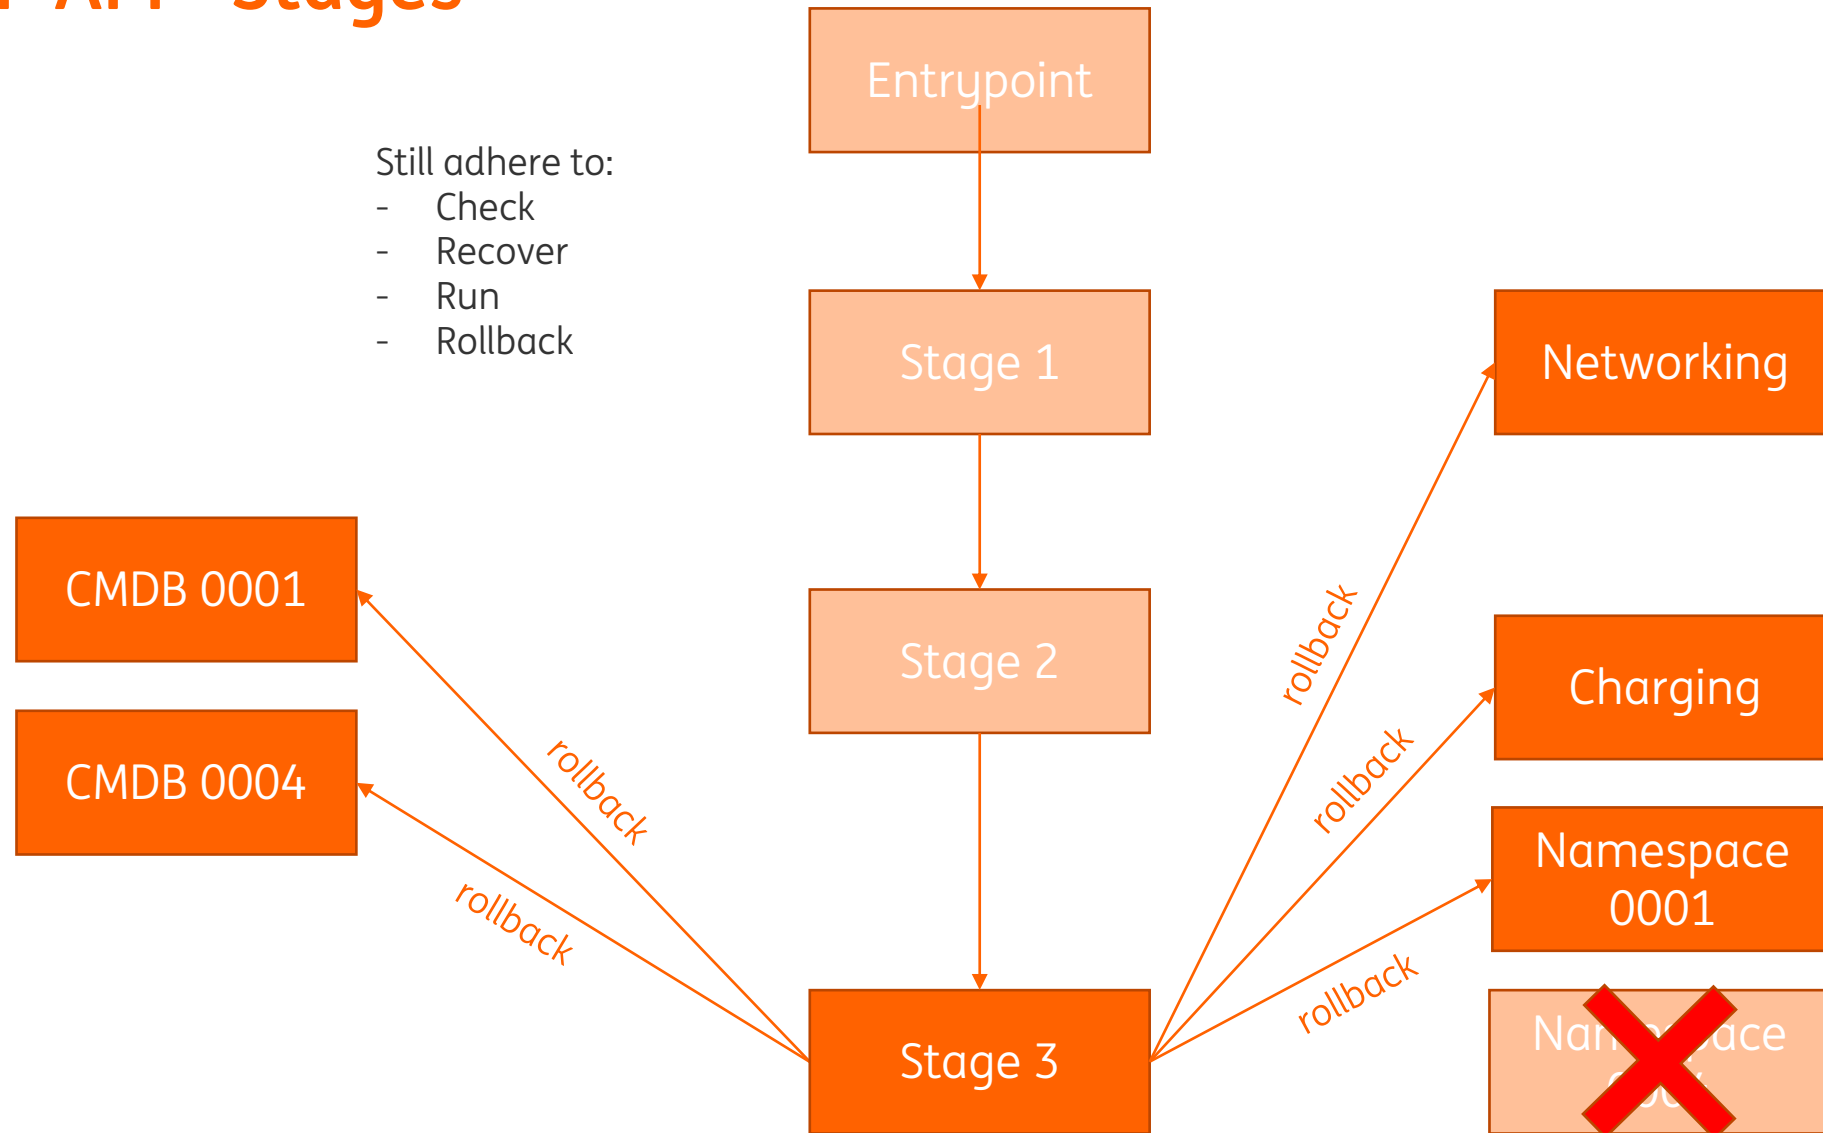 Stages
Entrypoint
Still adhere to:
- Check
- Recover
- Run
- Rollback
Stage 1
Networking
rollback
CMDB 0001
Stage 2
Charging
CMDB 0004
rollback
rollback
Namespace
0001
rollback
rollback
Stage 3